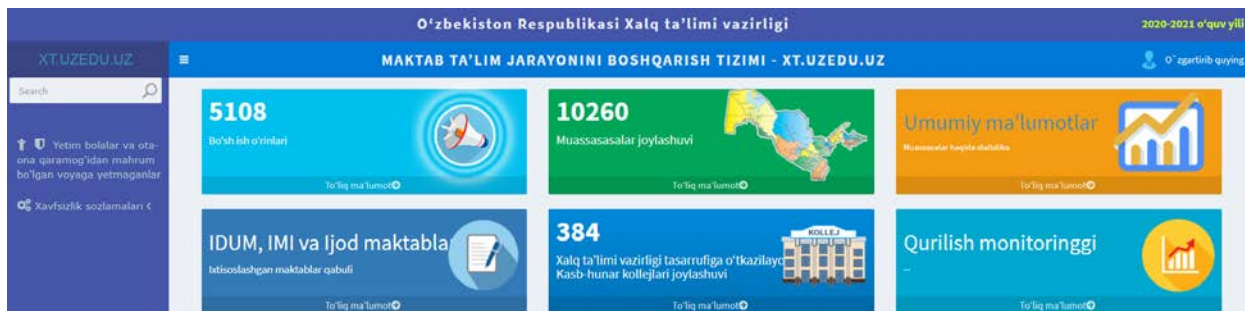 O‘zbekiston Respublikasi Xalq ta’limi vazirligi
2020-2021 o‘quv yili
XT.UZEDU.UZ
MAKTAB TA’LIM JARAYONINI BOSHQARISH TIZIMI - XT.UZEDU.UZ
O`zgartirib quying
Search
Yetim bolalar va ota-
ona qaramog'idan mahrum
bo'lgan voyaga yetmaganlar
Xavfsizlik sozlamalari
5108
Bo'sh ish o'rinlari
To'liq ma'lumot
10260
Muassasasalar joylashuvi
To'liq ma'lumot
Umumiy ma'lumotlar
Muassasalar haqida statistika
To'liq ma'lumot
IDUM, IMI va Ijod maktabla
Ixtisoslashgan maktablar qabuli
To'liq ma'lumot
384
Xalq ta'limi vazirligi tasarrufiga o'tkazilayo
Kasb-hunar kollejlari joylashuvi
KOLLEJ
To'liq ma'lumot
Qurilish monitoringgi
...
To'liq ma'lumot